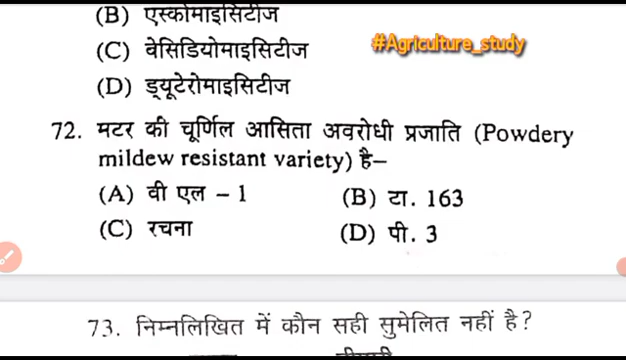 (B) एस्कोमाइसिटीज
(C) बेसिडियोमाइसिटीज
#Agriculture_study
(D) ड्यूटेरोमाइसिटीज
72. मटर की चूर्णिल आसिता अवरोधी प्रजाति (Powdery
mildew resistant variety) है–
(A) वी एल – 1 (B) टा. 163
(C) रचना (D) पी. 3
73. निम्नलिखित में कौन सही सुमेलित नहीं है?